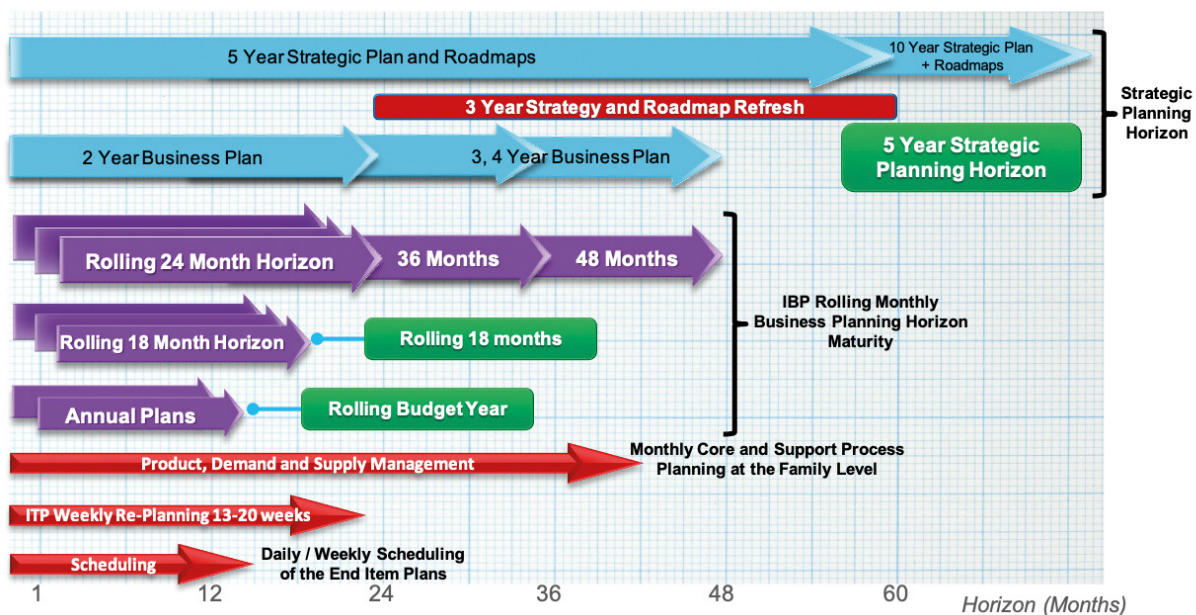 5 Year Strategic Plan and Roadmaps
10 Year Strategic Plan
+ Roadmaps
3 Year Strategy and Roadmap Refresh
Strategic
Planning
Horizon
2 Year Business Plan
3, 4 Year Business Plan
5 Year Strategic
Planning Horizon
Rolling 24 Month Horizon
36 Months
48 Months
IBP Rolling Monthly
Business Planning Horizon
Maturity
Rolling 18 Month Horizon
Rolling 18 months
Annual Plans
Rolling Budget Year
Product, Demand and Supply Management
Monthly Core and Support Process
Planning at the Family Level
ITP Weekly Re-Planning 13-20 weeks
Scheduling
Daily / Weekly Scheduling
of the End Item Plans
1 12 24 36 48 60
Horizon (Months)